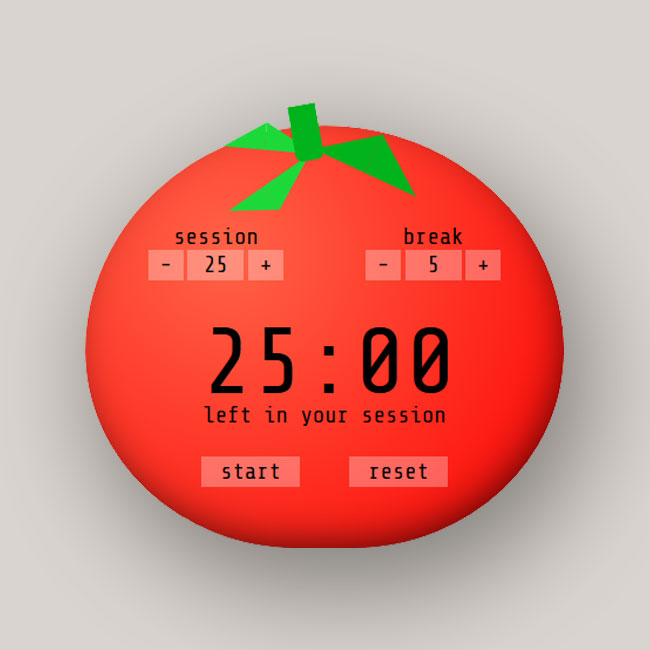 session break
- 25 + - 5 +
25:00
left in your session
start reset